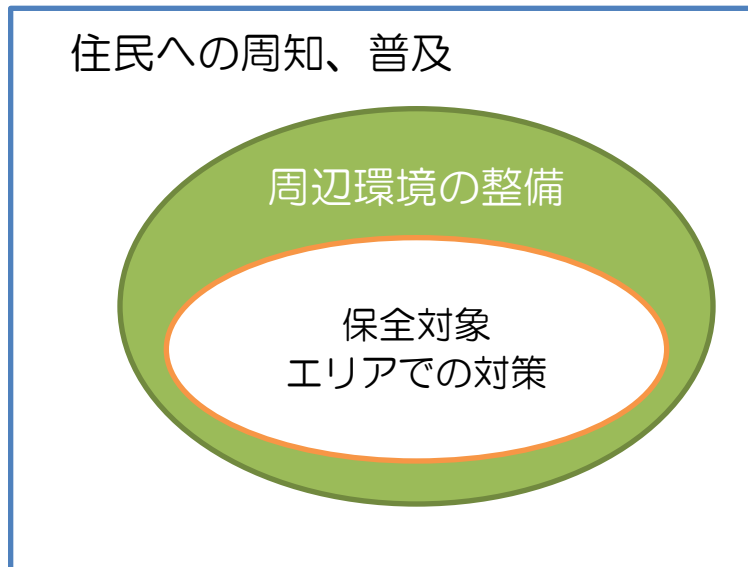 住民への周知、普及
周辺環境の整備
保全対象
エリアでの対策